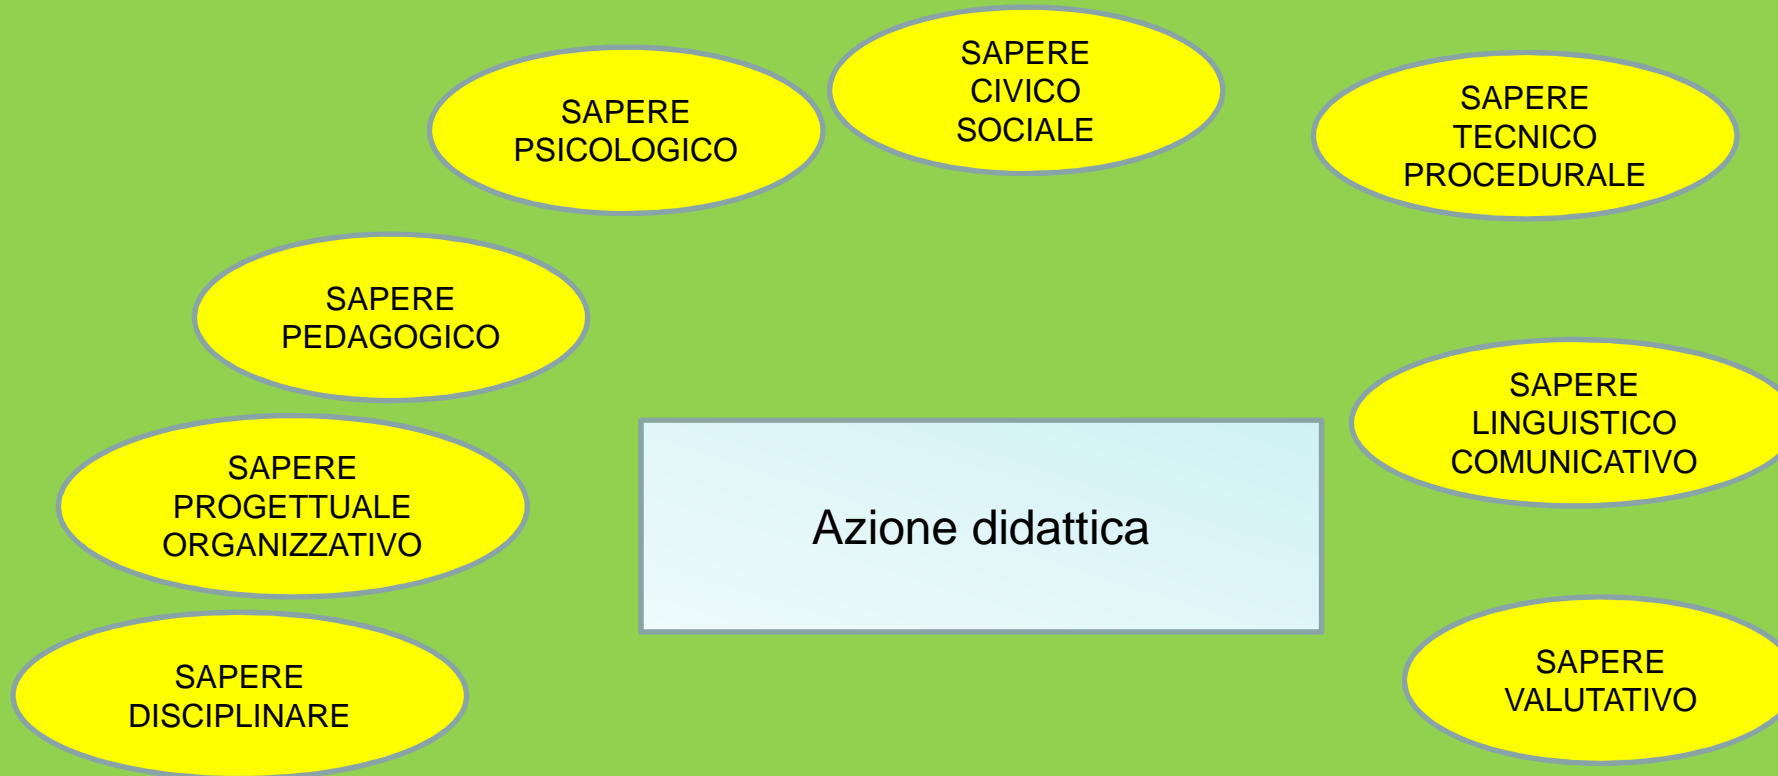 SAPERE
CIVICO
SOCIALE
SAPERE
PSICOLOGICO
SAPERE
TECNICO
PROCEDURALE
SAPERE
PEDAGOGICO
SAPERE
LINGUISTICO
COMUNICATIVO
SAPERE
PROGETTUALE
ORGANIZZATIVO
Azione didattica
SAPERE
DISCIPLINARE
SAPERE
VALUTATIVO